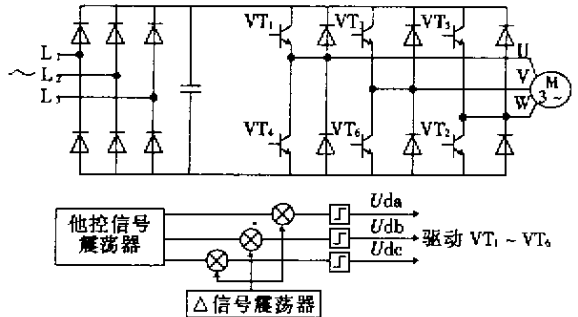 VT₁ VT₃ VT₅
L₁
～ L₂
L₃
U
V
W
M
3～
VT₄ VT₆ VT₂
他控信号
震荡器
Uda
Udb
Udc
驱动 VT₁～VT₆
△信号震荡器